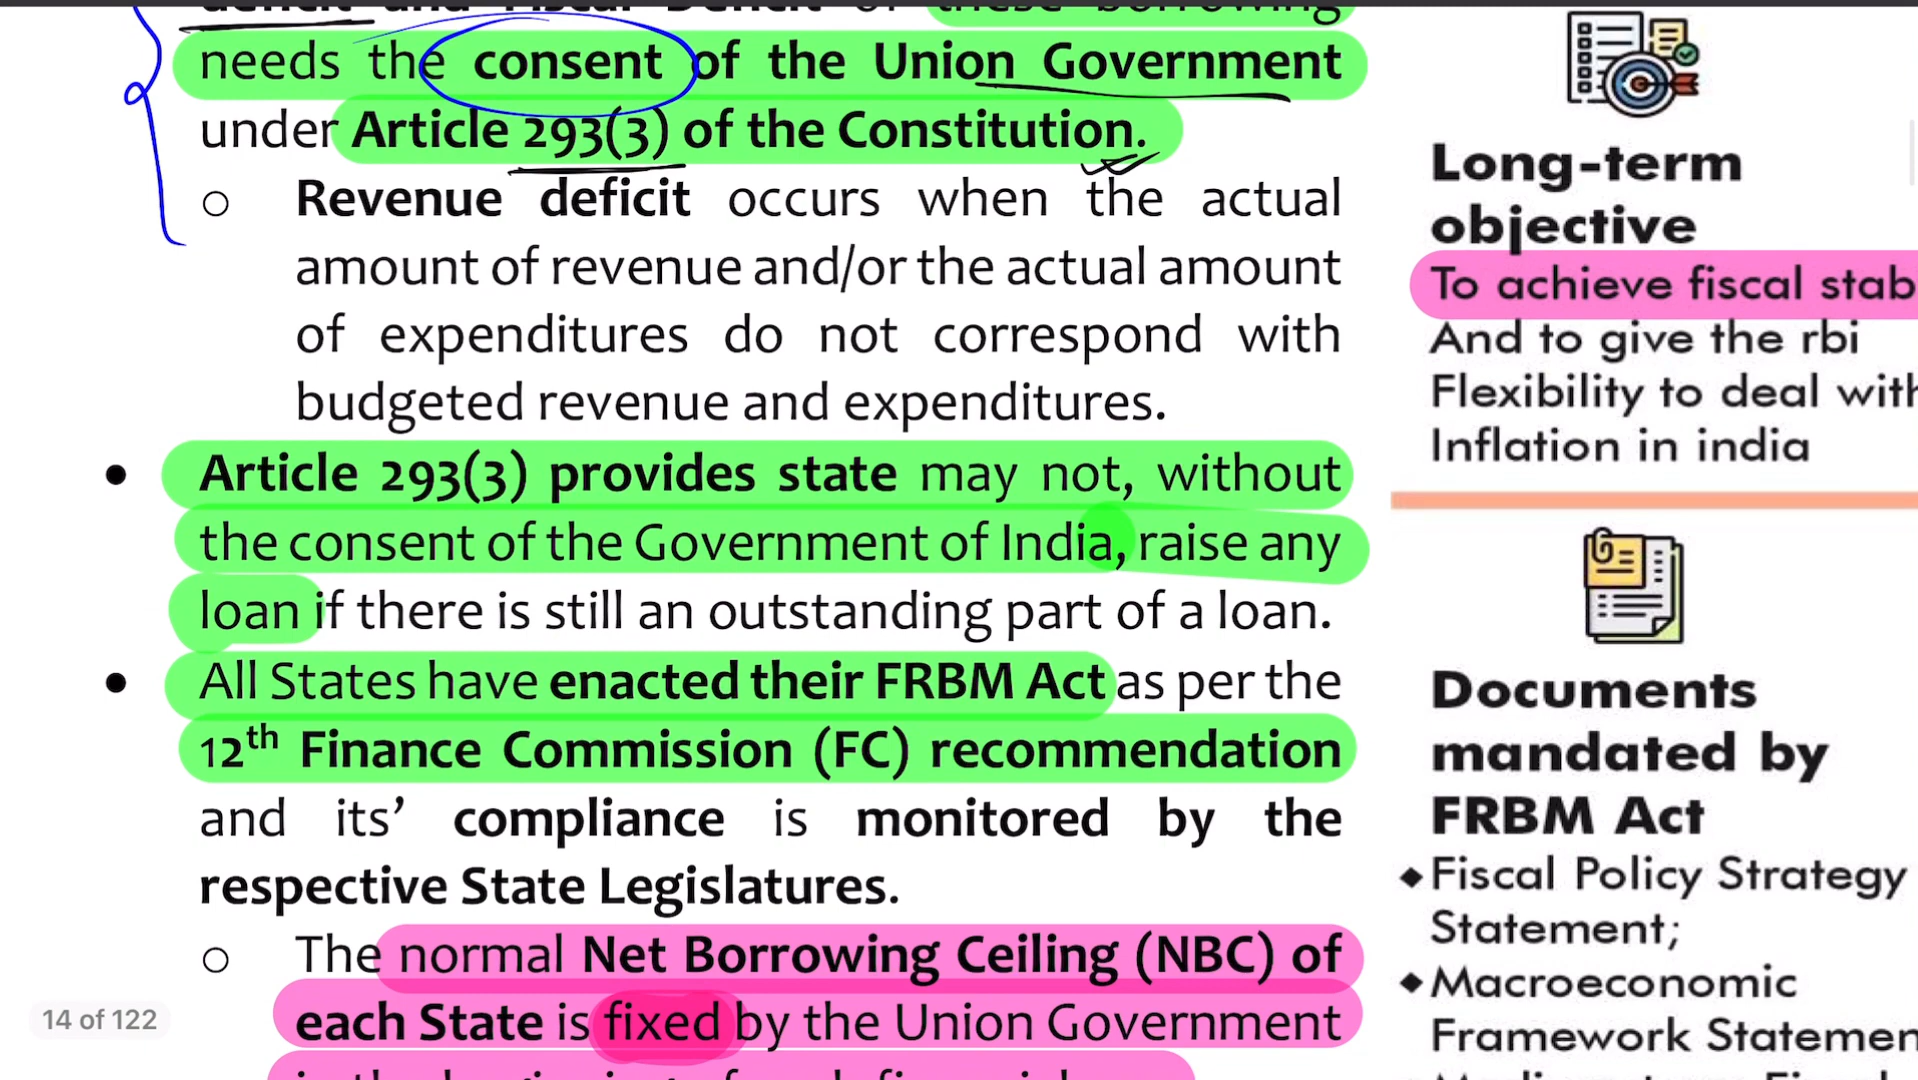 deficit and Fiscal Deficit of these borrowing
needs the consent of the Union Government
under Article 293(3) of the Constitution.
○ Revenue deficit occurs when the actual
amount of revenue and/or the actual amount
of expenditures do not correspond with
budgeted revenue and expenditures.
● Article 293(3) provides state may not, without
the consent of the Government of India, raise any
loan if there is still an outstanding part of a loan.
● All States have enacted their FRBM Act as per the
12th Finance Commission (FC) recommendation
and its’ compliance is monitored by the
respective State Legislatures.
○ The normal Net Borrowing Ceiling (NBC) of
each State is fixed by the Union Government
14 of 122
Long-term
objective
To achieve fiscal stab
And to give the rbi
Flexibility to deal with
Inflation in india
Documents
mandated by
FRBM Act
◆Fiscal Policy Strategy
Statement;
◆Macroeconomic
Framework Statemen